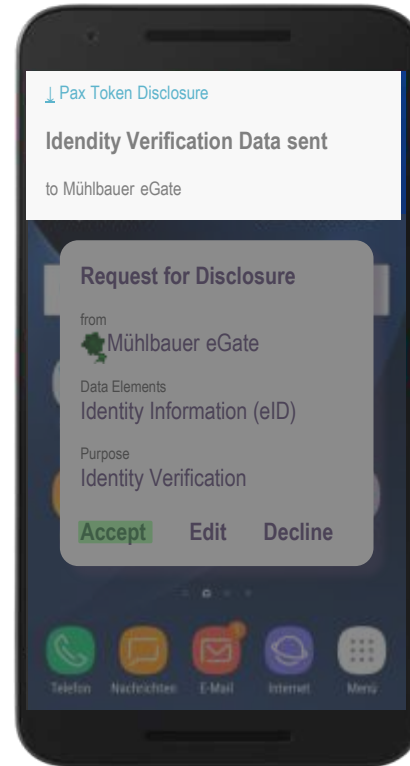 ↓ Pax Token Disclosure
Idendity Verification Data sent
to Mühlbauer eGate
Request for Disclosure
from
Mühlbauer eGate
Data Elements
Identity Information (eID)
Purpose
Identity Verification
Accept Edit Decline
Telefon Nachrichten E-Mail Internet Menü